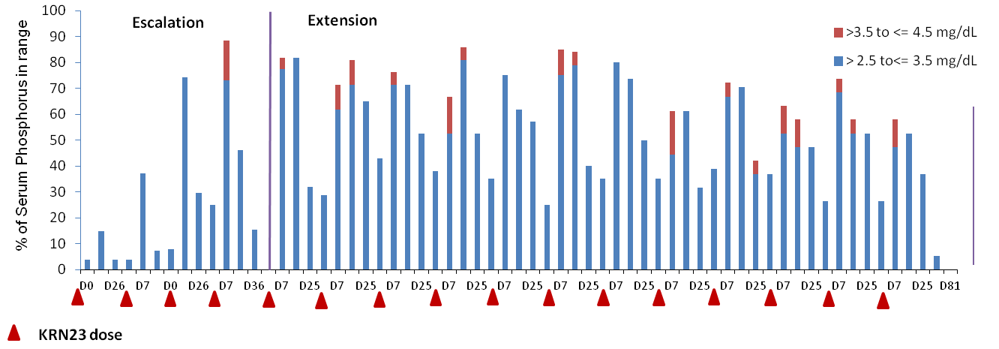 Escalation
Extension
>3.5 to <= 4.5 mg/dL
> 2.5 to<= 3.5 mg/dL
% of Serum Phosphorus in range
100
90
80
70
60
50
40
30
20
10
0
D0 D26 D7 D0 D26 D7 D36 D7 D25 D7 D25 D7 D25 D7 D25 D7 D25 D7 D25 D7 D25 D7 D25 D7 D25 D7 D25 D7 D25 D7 D25 D81
KRN23 dose